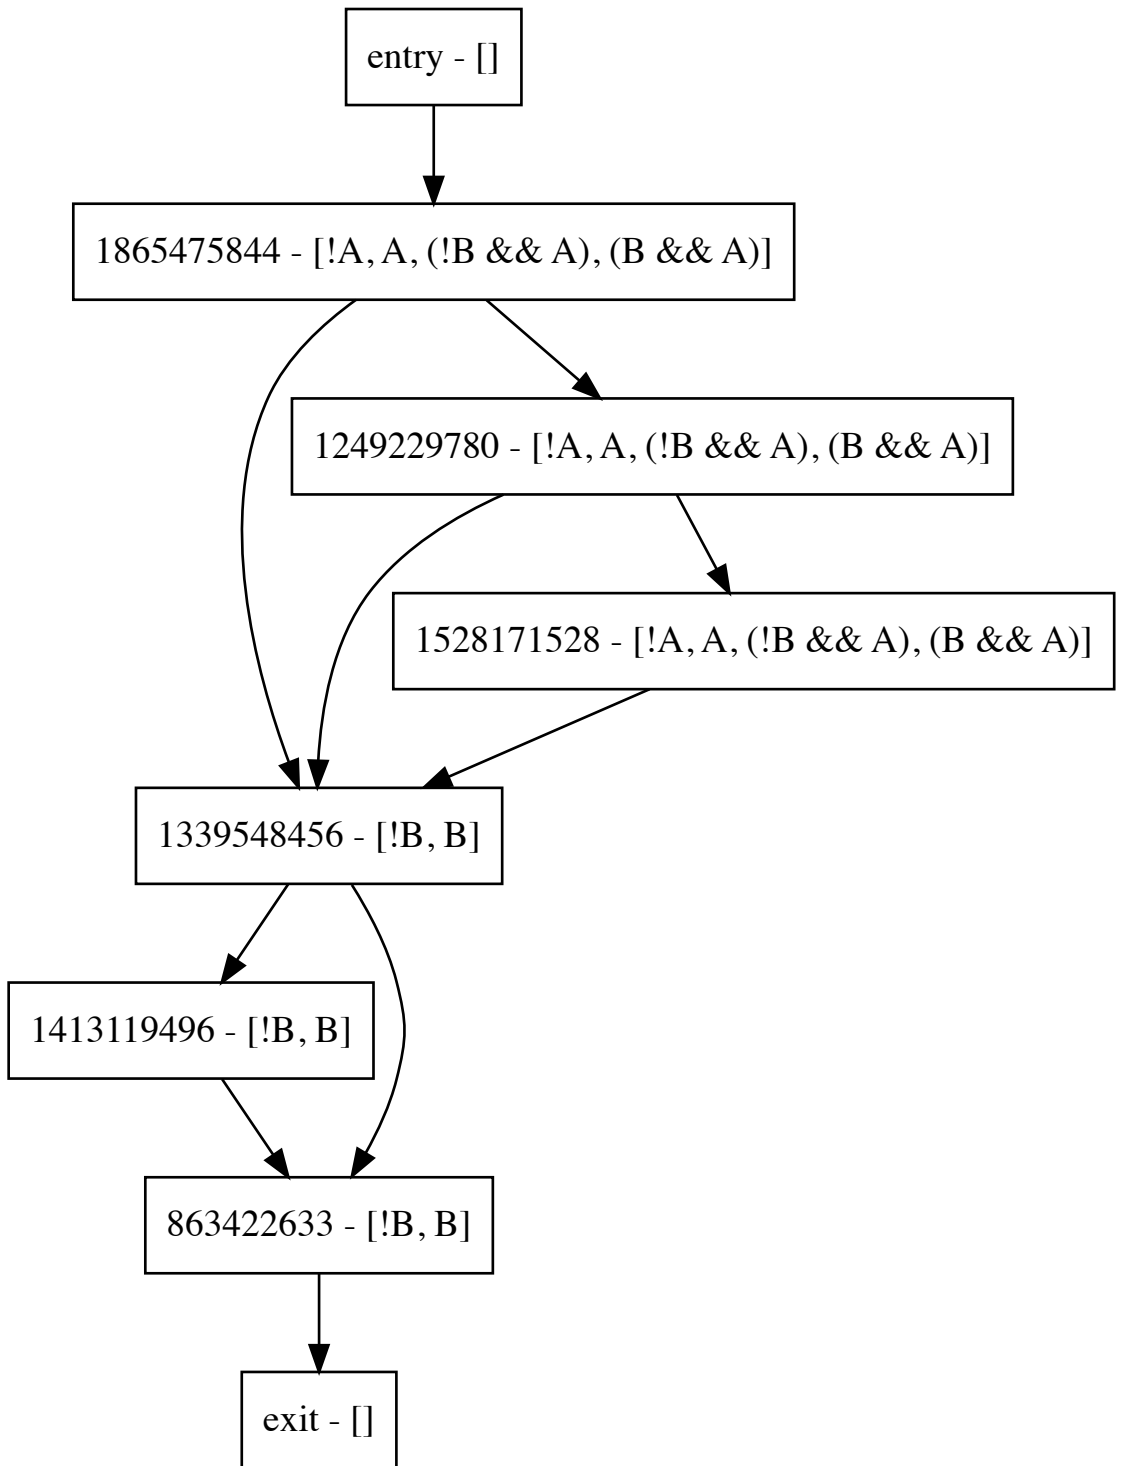 entry - []
1865475844 - [!A, A, (!B && A), (B && A)]
1249229780 - [!A, A, (!B && A), (B && A)]
1528171528 - [!A, A, (!B && A), (B && A)]
1339548456 - [!B, B]
1413119496 - [!B, B]
863422633 - [!B, B]
exit - []